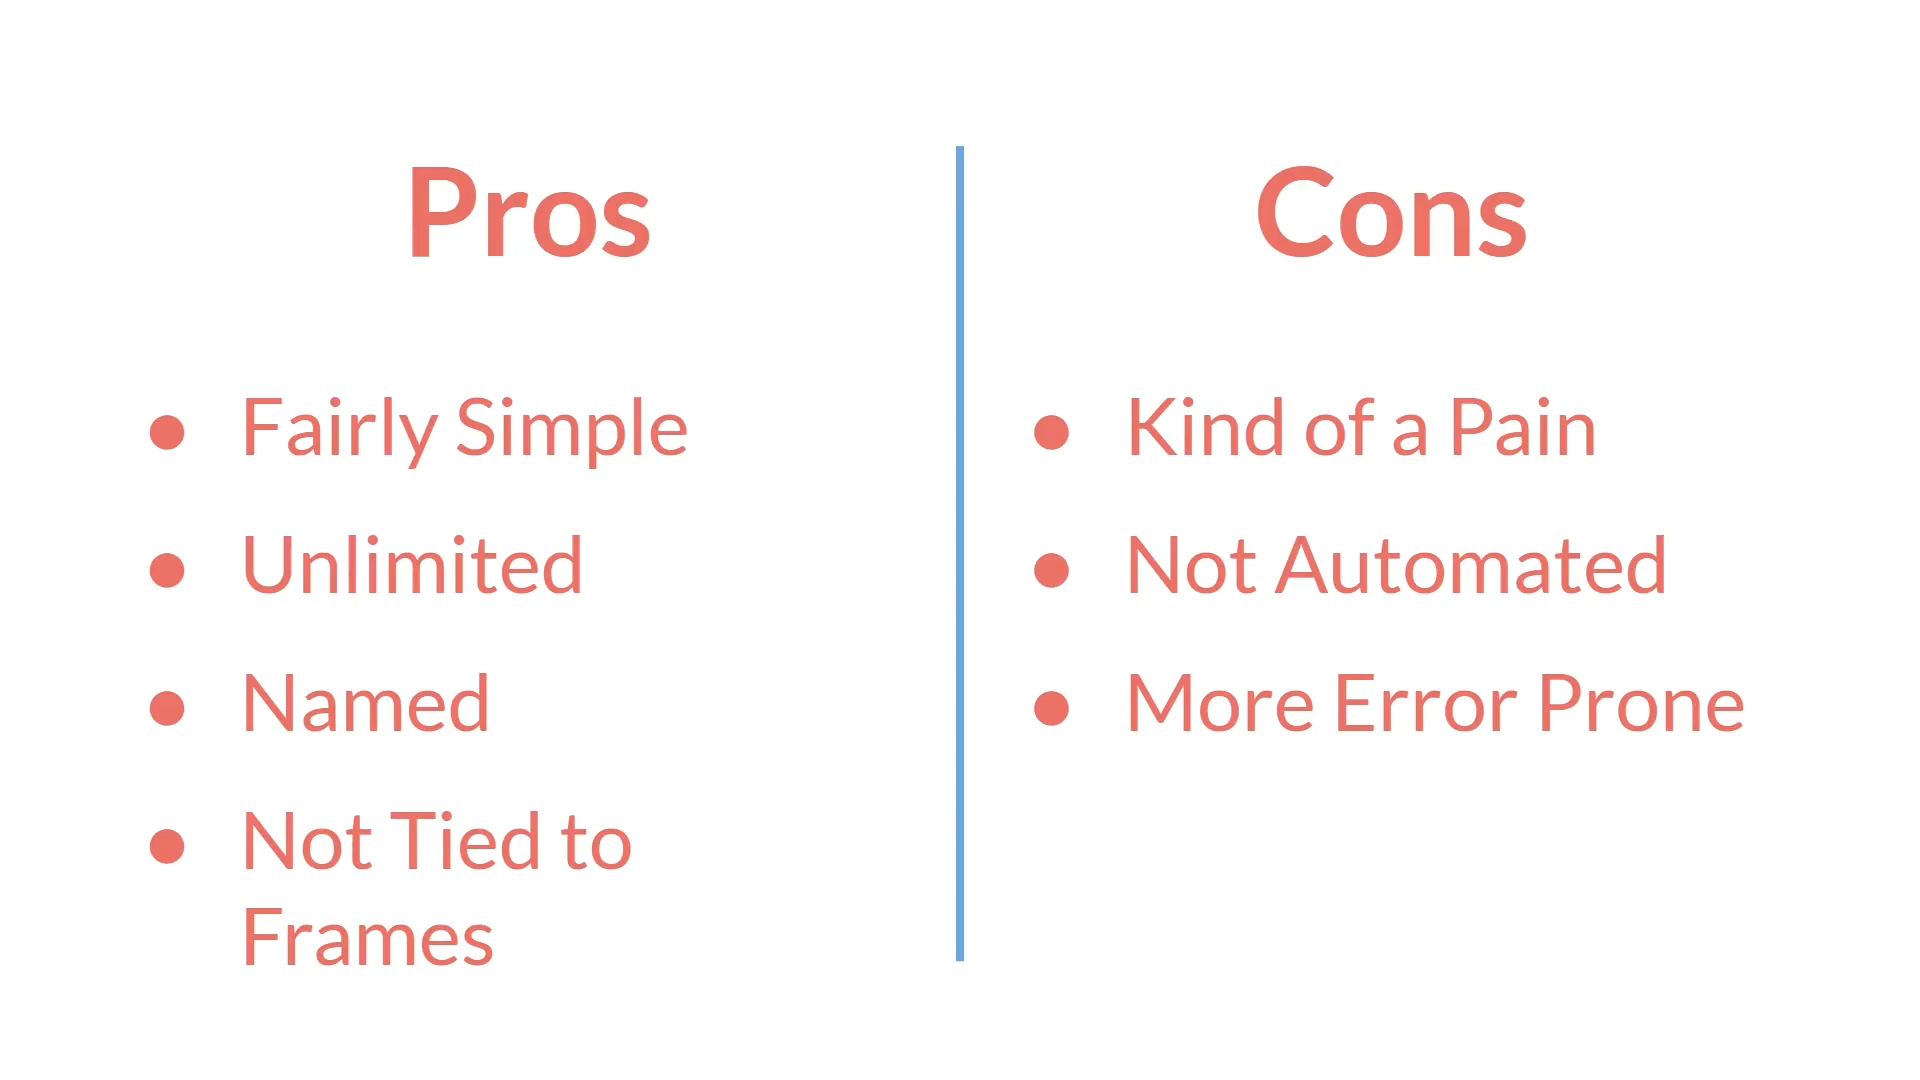 Pros
● Fairly Simple
● Unlimited
● Named
● Not Tied to
Frames
Cons
● Kind of a Pain
● Not Automated
● More Error Prone